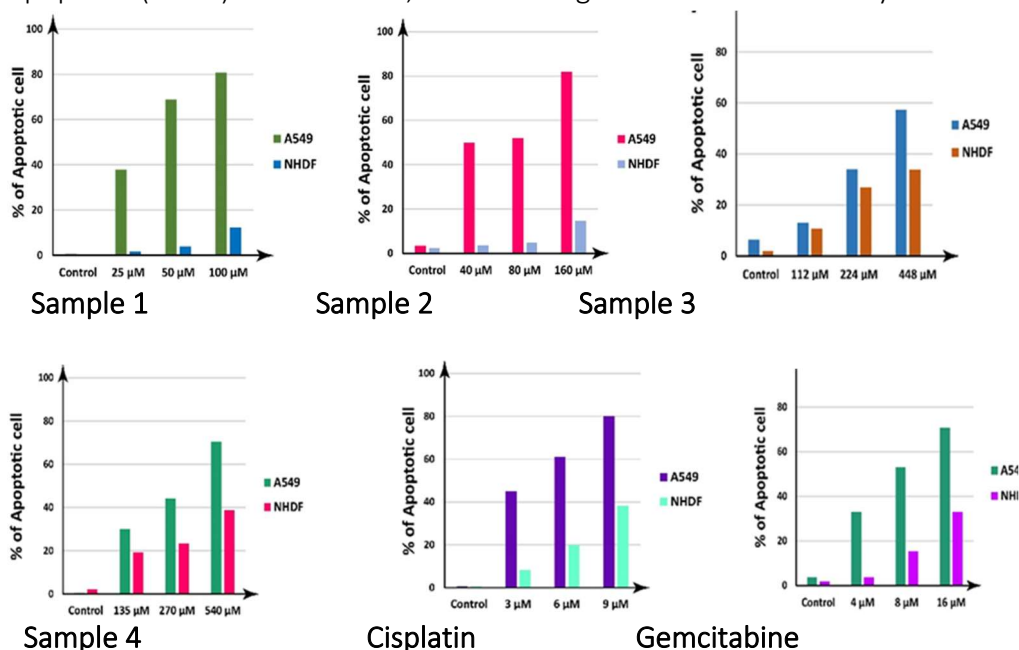 % of Apoptotic cell
100
80
60
40
20
0
Control 25 µM 50 µM 100 µM
A549
NHDF
Sample 1
% of Apoptotic cell
100
80
60
40
20
0
Control 40 µM 80 µM 160 µM
A549
NHDF
Sample 2
% of Apoptotic cell
80
60
40
20
0
Control 112 µM 224 µM 448 µM
A549
NHDF
Sample 3
% of Apoptotic cell
100
80
60
40
20
0
Control 135 µM 270 µM 540 µM
A549
NHDF
Sample 4
% of Apoptotic cell
100
80
60
40
20
0
Control 3 µM 6 µM 9 µM
A549
NHDF
Cisplatin
% of Apoptotic cell
80
60
40
20
0
Control 4 µM 8 µM 16 µM
Gemcitabine